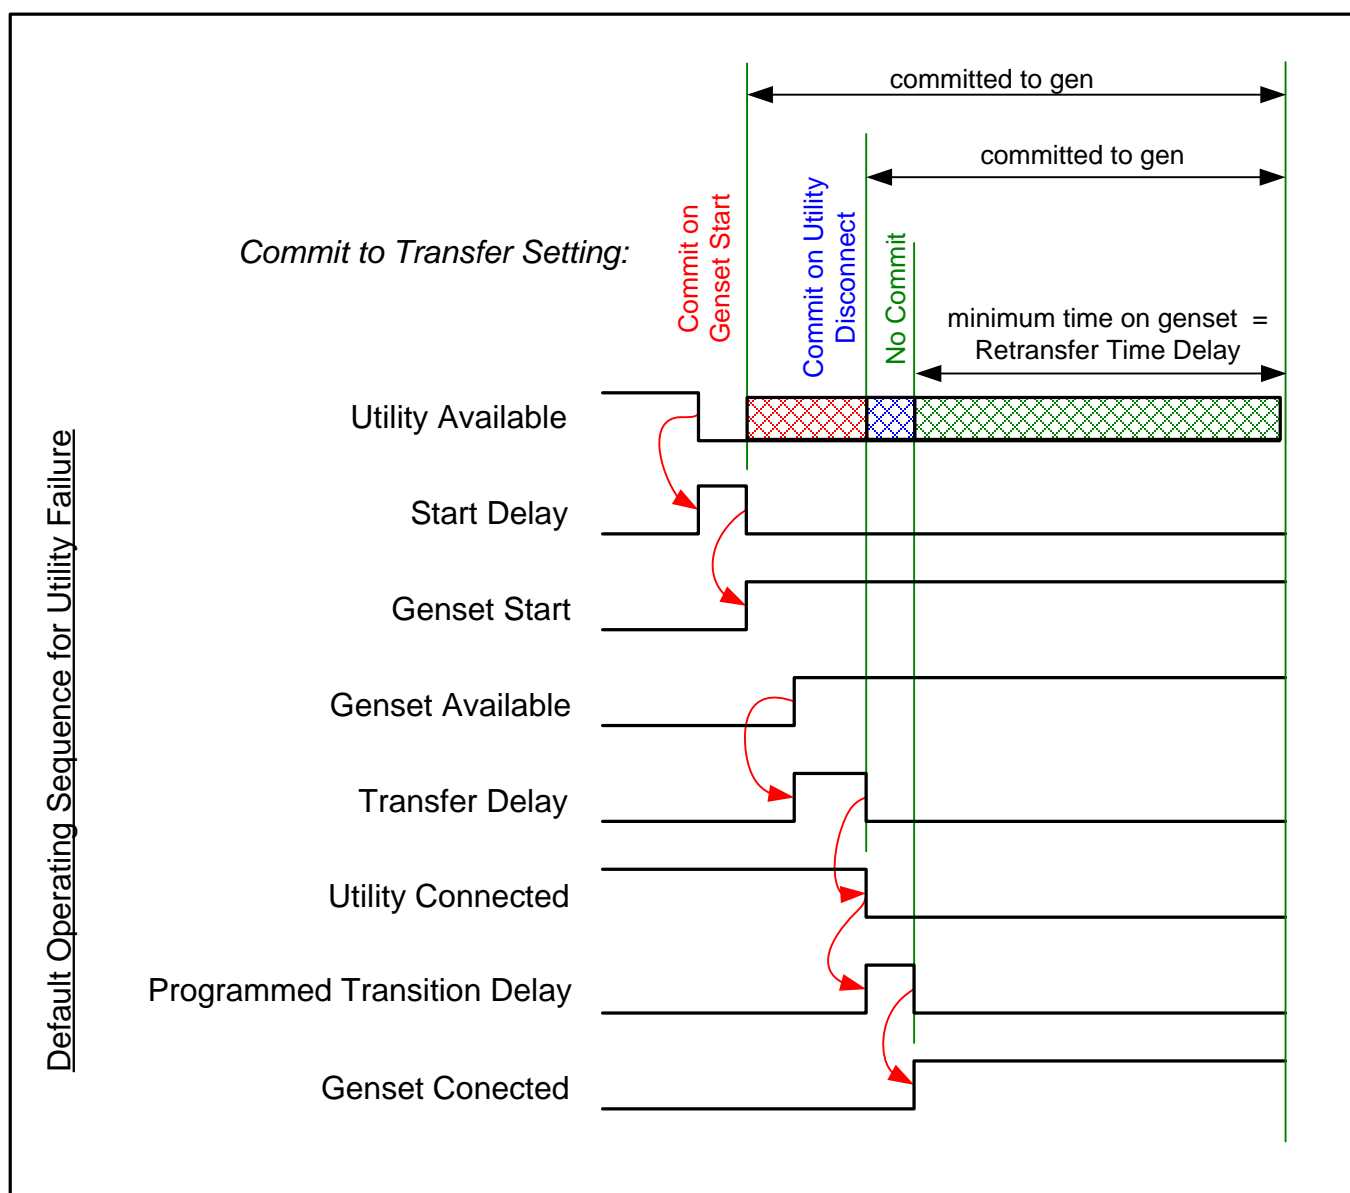 committed to gen
committed to gen
Commit to Transfer Setting:
Commit on
Genset Start
Commit on Utility
Disconnect
No Commit
minimum time on genset =
Retransfer Time Delay
Default Operating Sequence for Utility Failure
Utility Available
Start Delay
Genset Start
Genset Available
Transfer Delay
Utility Connected
Programmed Transition Delay
Genset Conected